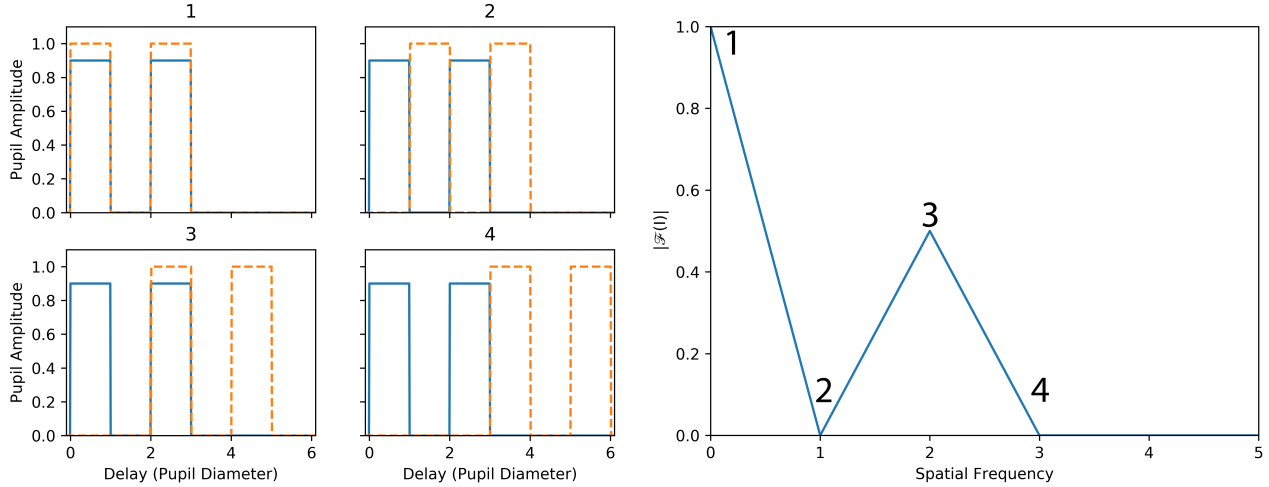 1
2
1.0
0.8
0.6
0.4
0.2
0.0
Pupil Amplitude
3
4
1.0
0.8
0.6
0.4
0.2
0.0
Pupil Amplitude
0 2 4 6
0 2 4 6
Delay (Pupil Diameter)
Delay (Pupil Diameter)
1.0
0.8
0.6
0.4
0.2
0.0
|ℱ(I)|
1
2
3
4
0 1 2 3 4 5
Spatial Frequency